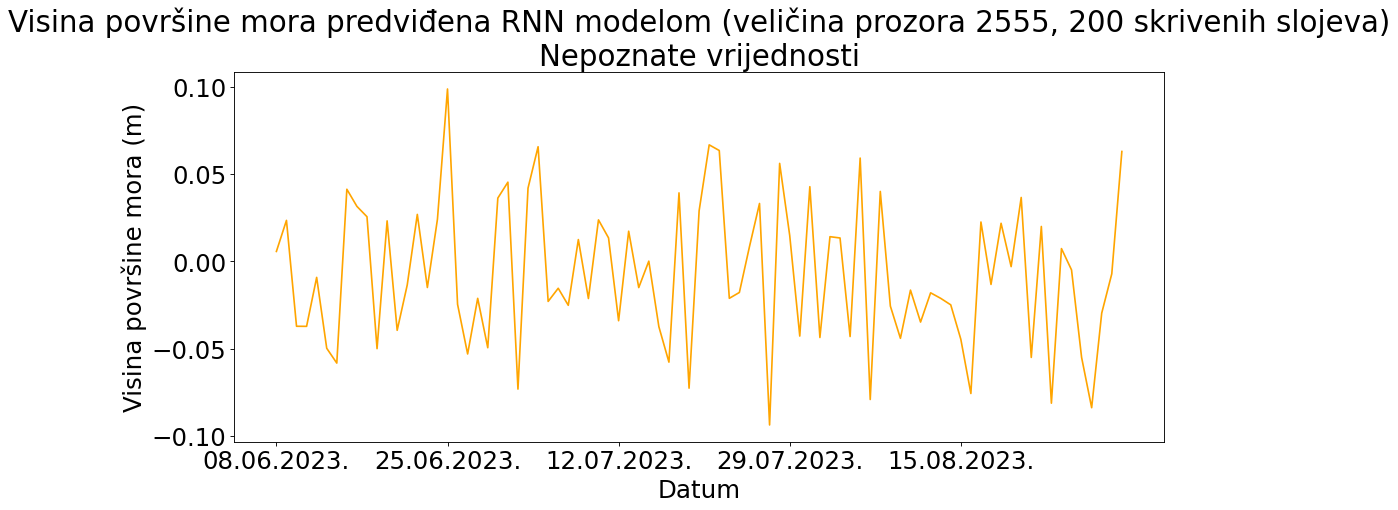 Visina površine mora predviđena RNN modelom (veličina prozora 2555, 200 skrivenih slojeva)
Nepoznate vrijednosti
Visina površine mora (m)
0.10
0.05
0.00
−0.05
−0.10
08.06.2023. 25.06.2023. 12.07.2023. 29.07.2023. 15.08.2023.
Datum